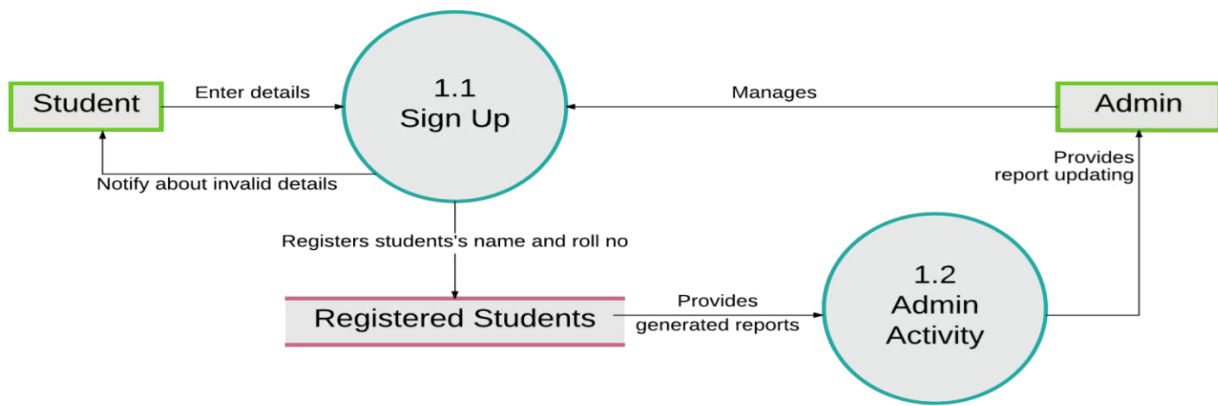 Student
Enter details
1.1
Sign Up
Manages
Admin
Notify about invalid details
Provides
report updating
Registers students's name and roll no
Registered Students
Provides
generated reports
1.2
Admin
Activity